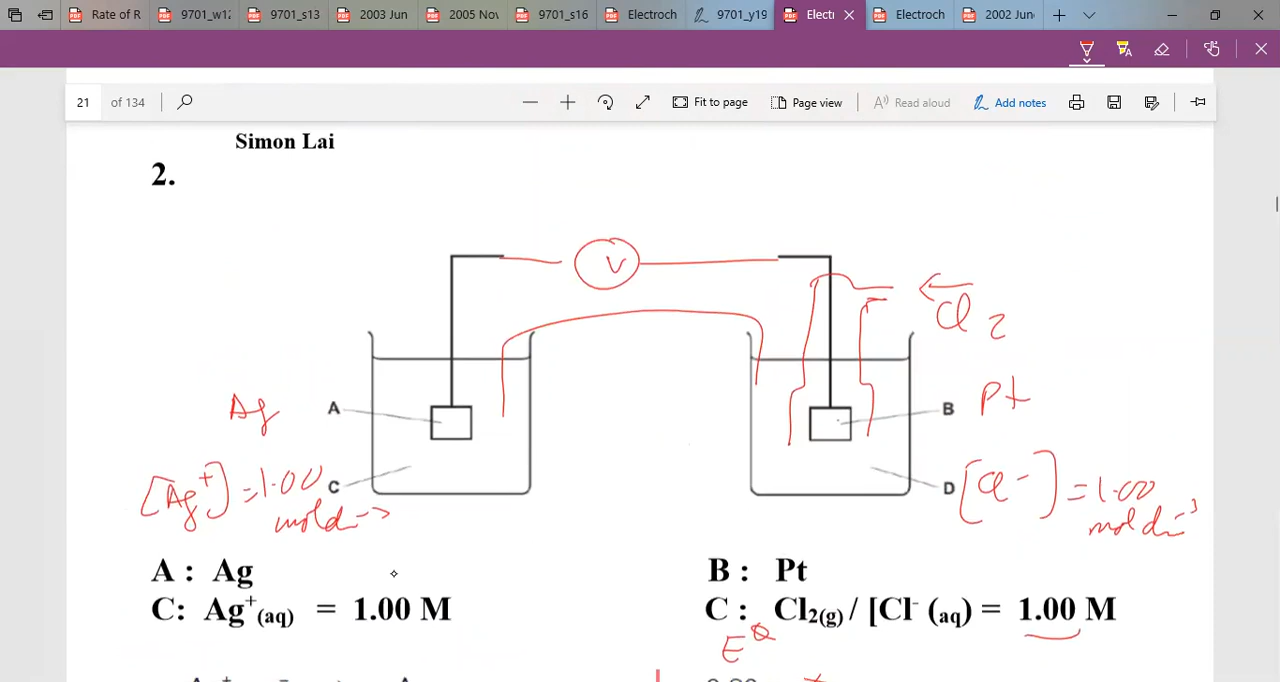 Rate of R 9701_w12 9701_s13 2003 Jun 2005 Nov 9701_s16 Electroch 9701_y19 Electr Electroch 2002 June
21 of 134 Fit to page Page view Read aloud Add notes
Simon Lai
2.
V
Cl2
Ag A B Pt
[Ag+] = 1.00 C D [Cl-] = 1.00
mol dm-3 mol dm-3
A : Ag B : Pt
C: Ag+(aq) = 1.00 M C : Cl2(g) / [Cl- (aq) = 1.00 M
E⦵